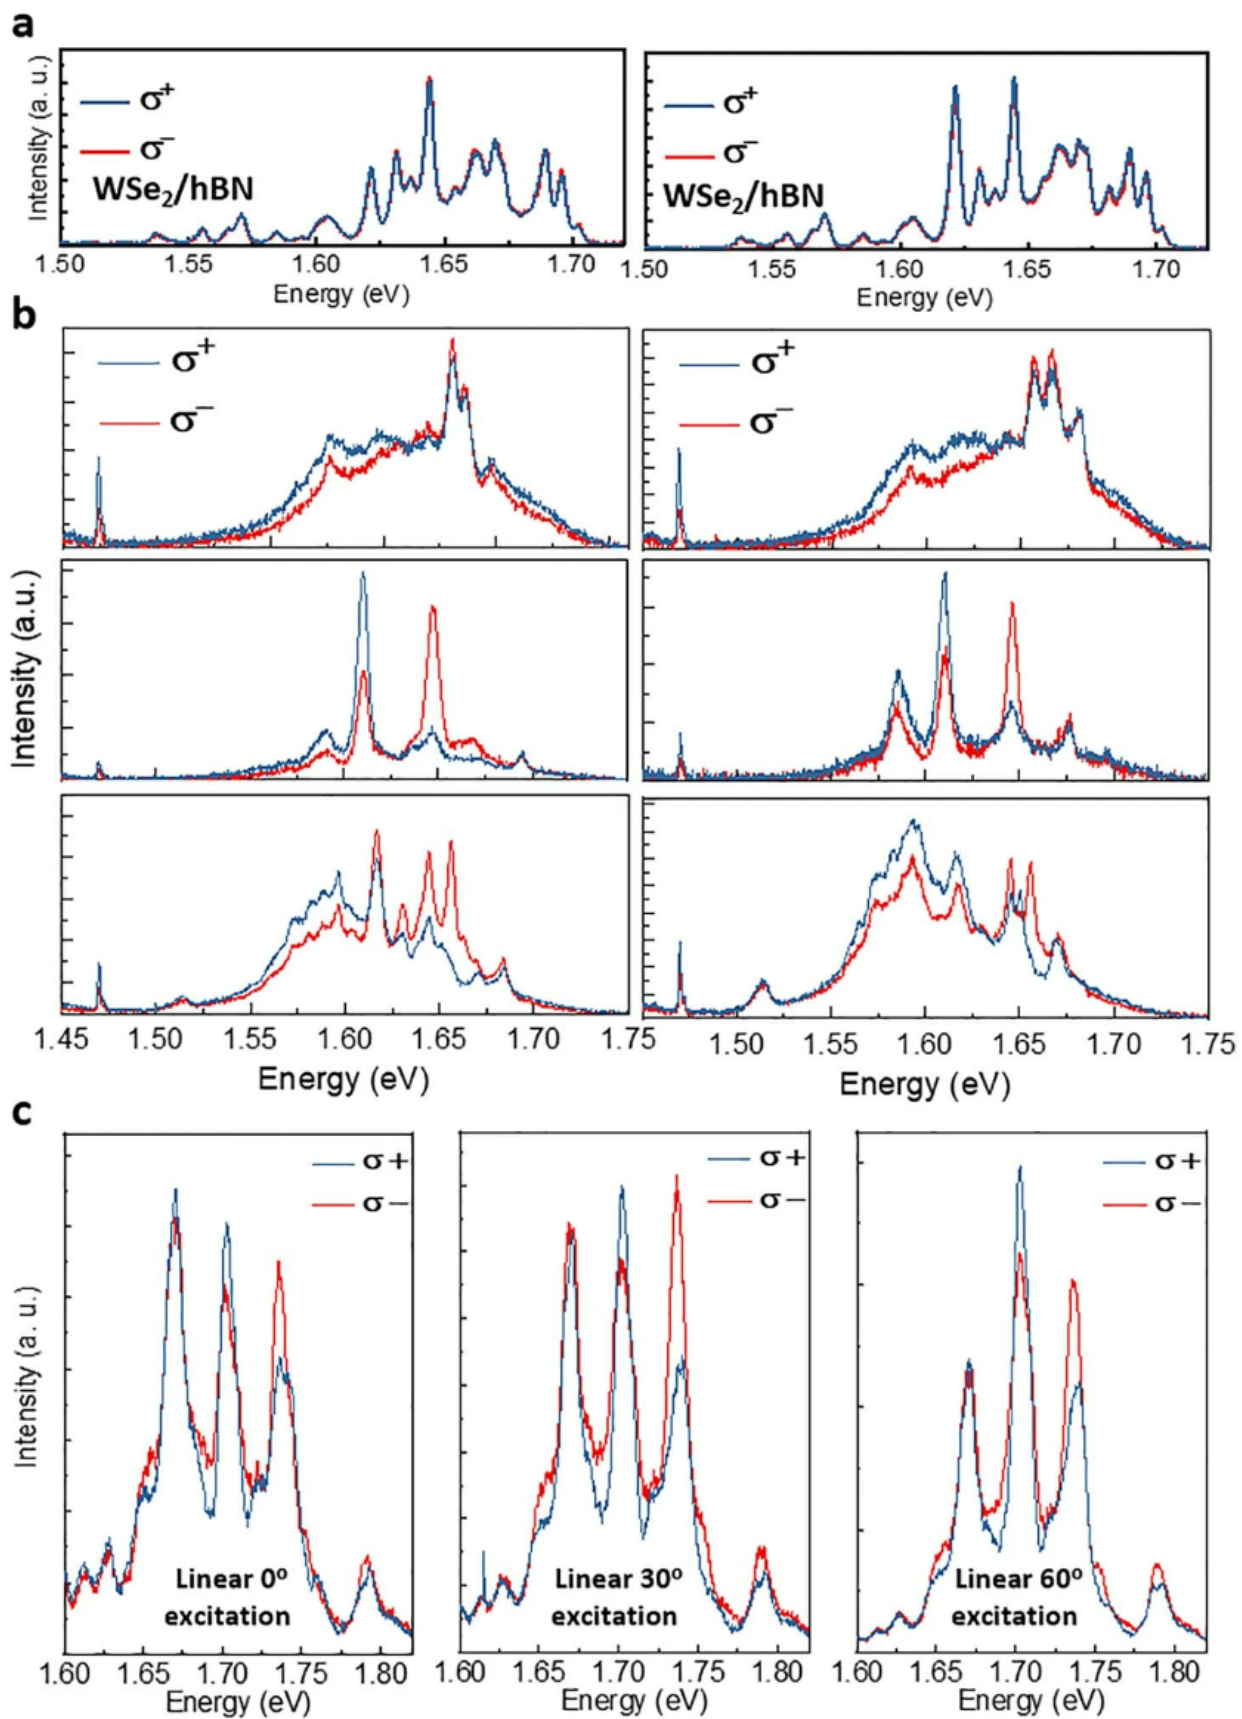 a
Intensity (a. u.)
σ+
σ−
WSe2/hBN
1.50 1.55 1.60 1.65 1.70
Energy (eV)
σ+
σ−
WSe2/hBN
1.50 1.55 1.60 1.65 1.70
Energy (eV)
b
σ+
σ−
σ+
σ−
Intensity (a.u.)
1.45 1.50 1.55 1.60 1.65 1.70 1.75
Energy (eV)
1.50 1.55 1.60 1.65 1.70 1.75
Energy (eV)
c
Intensity (a. u.)
σ+
σ−
Linear 0º
excitation
1.60 1.65 1.70 1.75 1.80
Energy (eV)
σ+
σ−
Linear 30º
excitation
1.60 1.65 1.70 1.75 1.80
Energy (eV)
σ+
σ−
Linear 60º
excitation
1.60 1.65 1.70 1.75 1.80
Energy (eV)